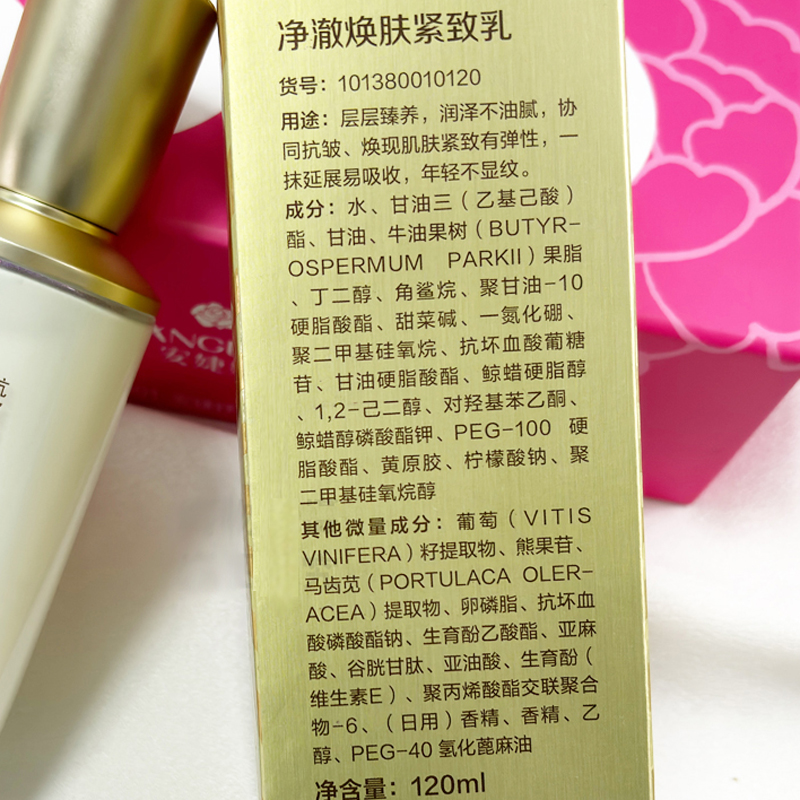 净澈焕肤紧致乳
货号：101380010120
用途：层层臻养，润泽不油腻，协
同抗皱、焕现肌肤紧致有弹性，一
抹延展易吸收，年轻不显纹。
成分：水、甘油三（乙基己酸）
酯、甘油、牛油果树（BUTYR-
OSPERMUM PARKII）果脂
、丁二醇、角鲨烷、聚甘油-10
硬脂酸酯、甜菜碱、一氮化硼、
聚二甲基硅氧烷、抗坏血酸葡糖
苷、甘油硬脂酸酯、鲸蜡硬脂醇
、1,2-己二醇、对羟基苯乙酮、
鲸蜡醇磷酸酯钾、PEG-100 硬
脂酸酯、黄原胶、柠檬酸钠、聚
二甲基硅氧烷醇
其他微量成分：葡萄（VITIS
VINIFERA）籽提取物、熊果苷、
马齿苋（PORTULACA OLER-
ACEA）提取物、卵磷脂、抗坏血
酸磷酸酯钠、生育酚乙酸酯、亚麻
酸、谷胱甘肽、亚油酸、生育酚（
维生素E）、聚丙烯酸酯交联聚合
物-6、（日用）香精、香精、乙
醇、PEG-40 氢化蓖麻油
净含量：120ml
ANG
安婕
抗